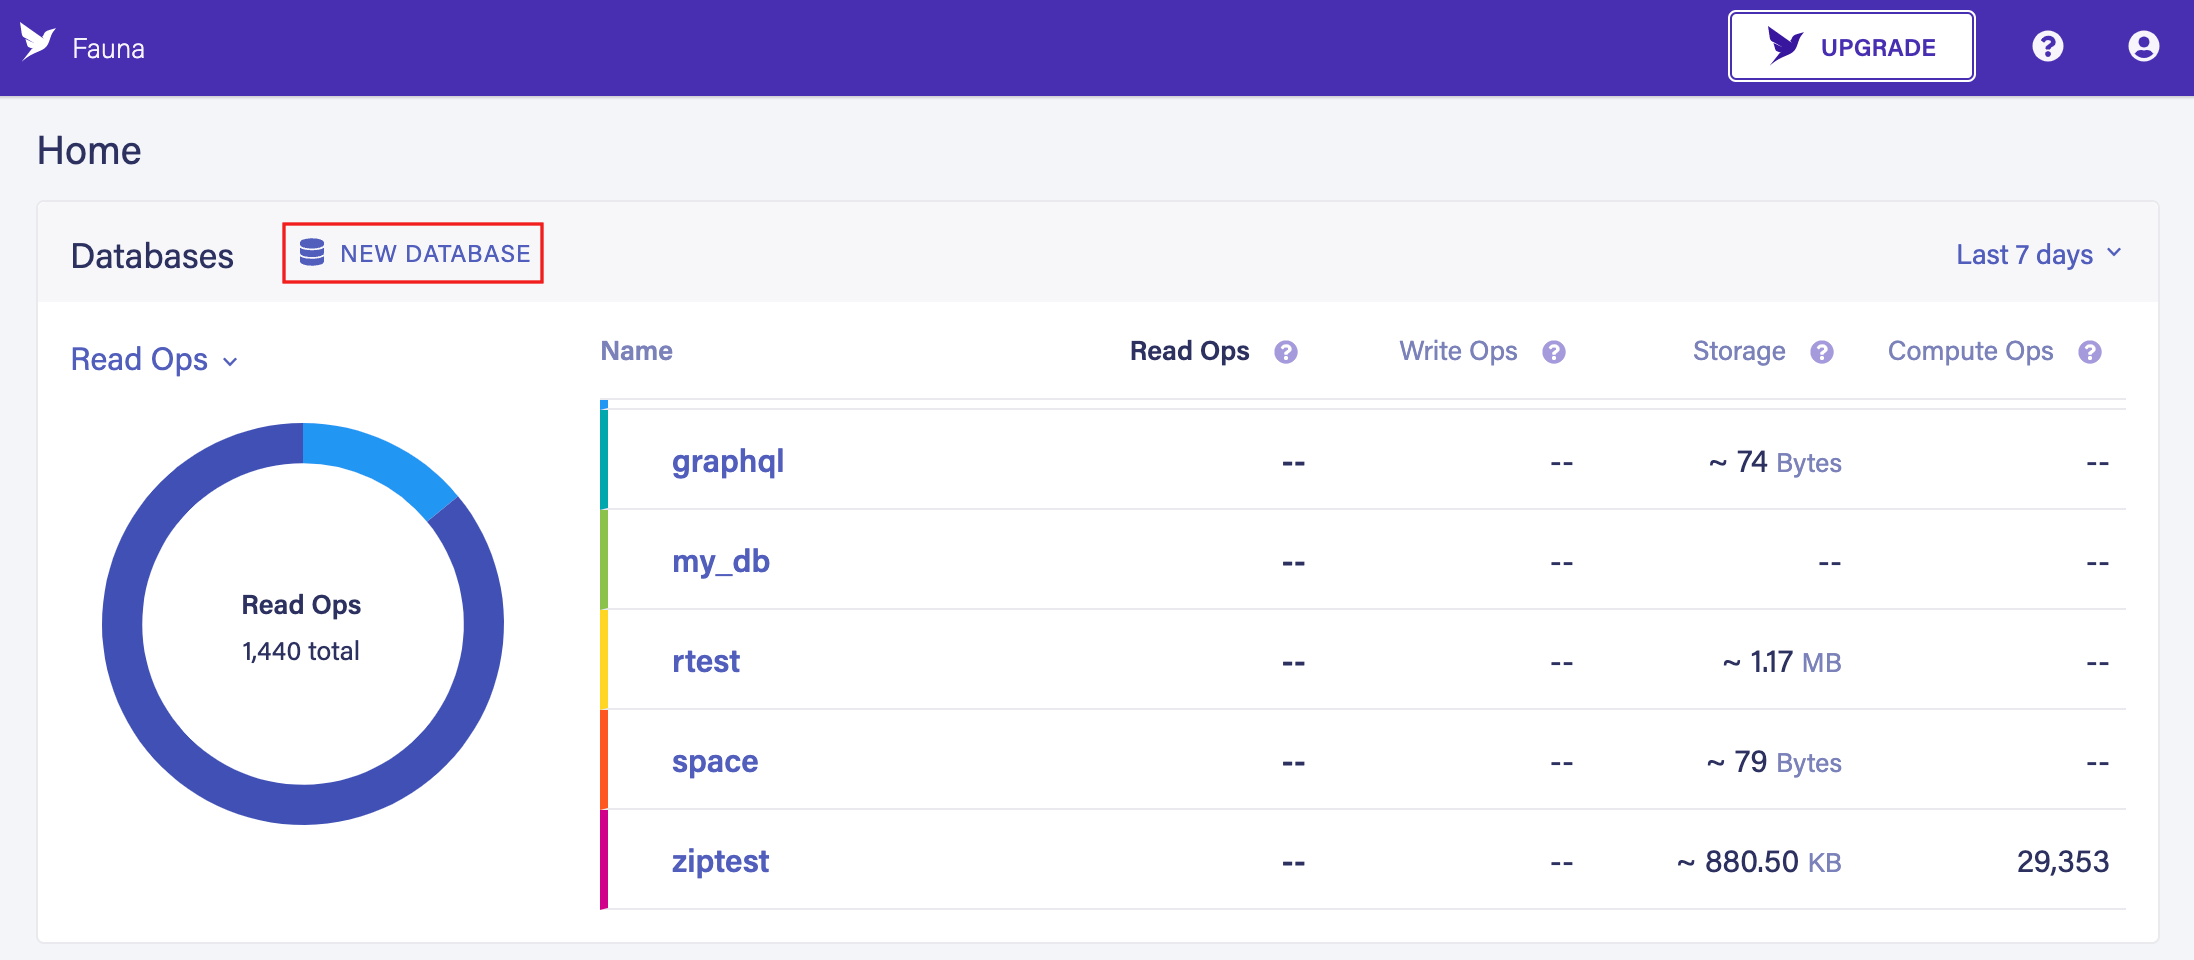 Fauna
UPGRADE
Home
Databases NEW DATABASE Last 7 days
Read Ops
Name Read Ops ? Write Ops ? Storage ? Compute Ops ?
graphql -- -- ~ 74 Bytes --
my_db -- -- -- --
rtest -- -- ~ 1.17 MB --
space -- -- ~ 79 Bytes --
ziptest -- -- ~ 880.50 KB 29,353
Read Ops
1,440 total